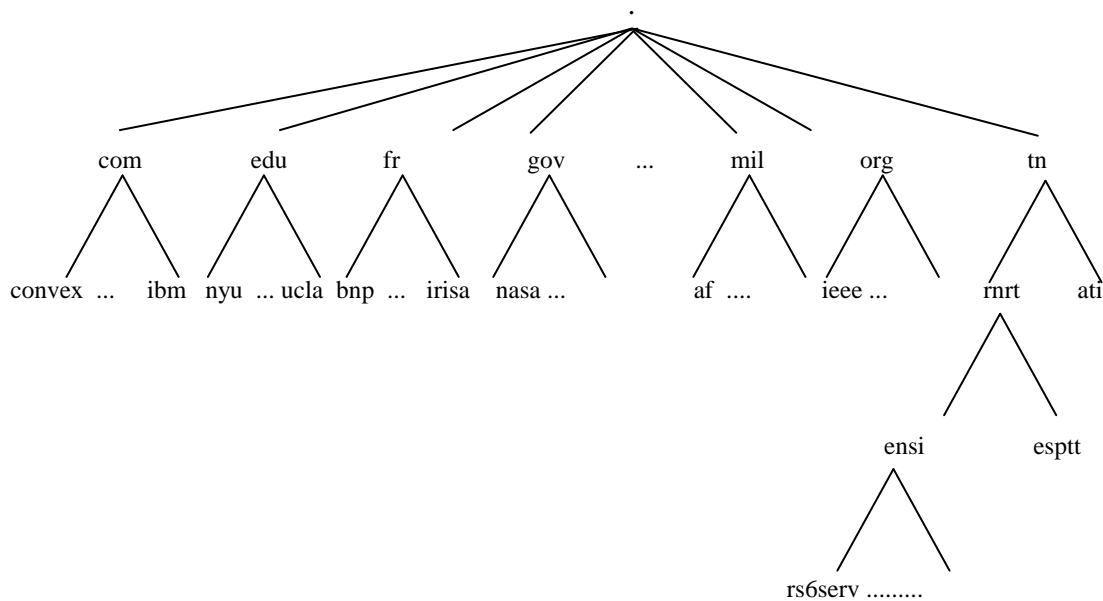 .
com edu fr gov ... mil org tn
convex ... ibm nyu ... ucla bnp ... irisa nasa ... af .... ieee ... rnrt ati
ensi esptt
rs6serv .........